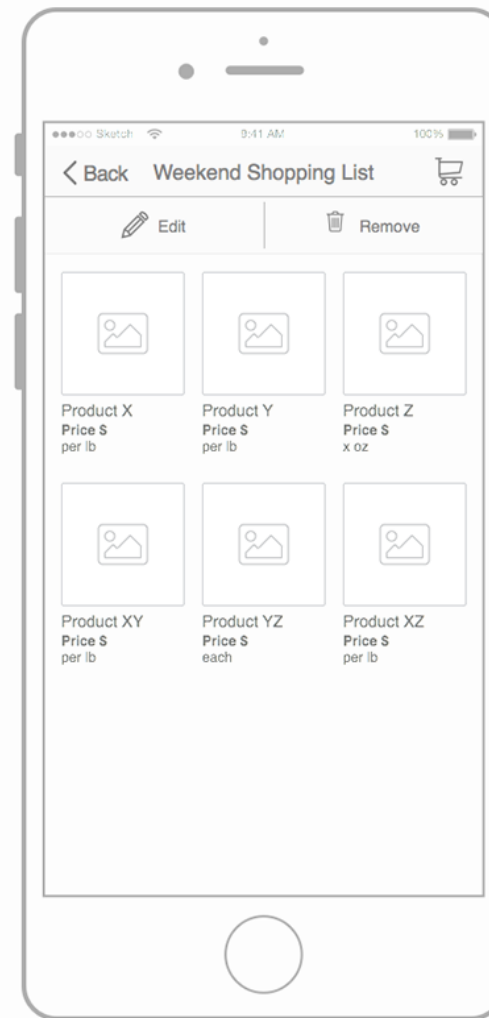 ●●●○○ Sketch 9:41 AM 100%
Back Weekend Shopping List
Edit Remove
Product X Product Y Product Z
Price $ Price $ Price $
per lb per lb x oz
Product XY Product YZ Product XZ
Price $ Price $ Price $
per lb each per lb